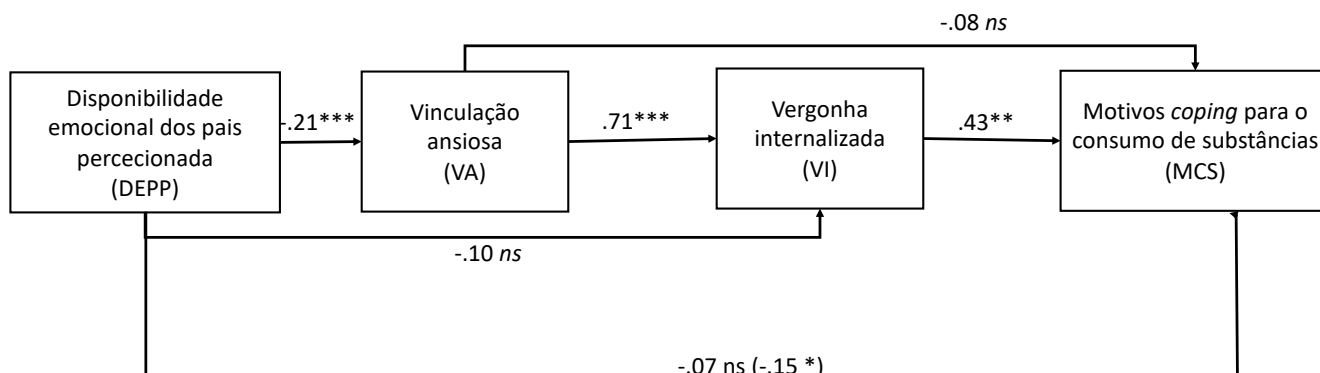 -.08 ns
Disponibilidade
emocional dos pais
percecionada
(DEPP)
-.21***
Vinculação
ansiosa
(VA)
.71***
Vergonha
internalizada
(VI)
.43**
Motivos coping para o
consumo de substâncias
(MCS)
-.10 ns
-.07 ns (-.15 *)